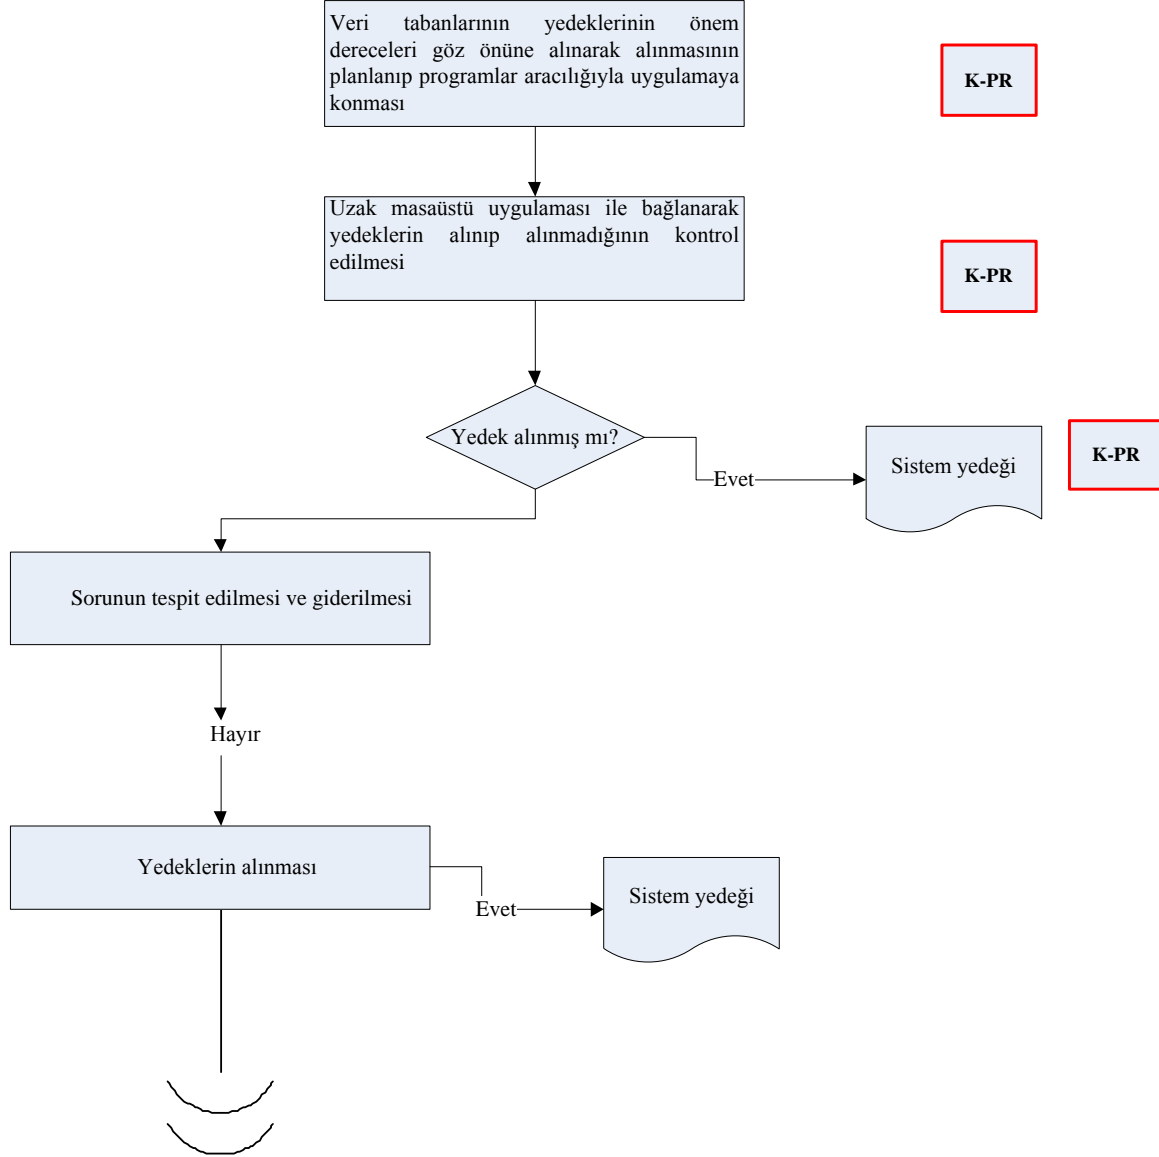 Veri tabanlarının yedeklerinin önem
dereceleri göz önüne alınarak alınmasının
planlanıp programlar aracılığıyla uygulamaya
konması
K-PR
Uzak masaüstü uygulaması ile bağlanarak
yedeklerin alınıp alınmadığının kontrol
edilmesi
K-PR
Yedek alınmış mı?
Evet
Sistem yedeği
K-PR
Sorunun tespit edilmesi ve giderilmesi
Hayır
Yedeklerin alınması
Evet
Sistem yedeği